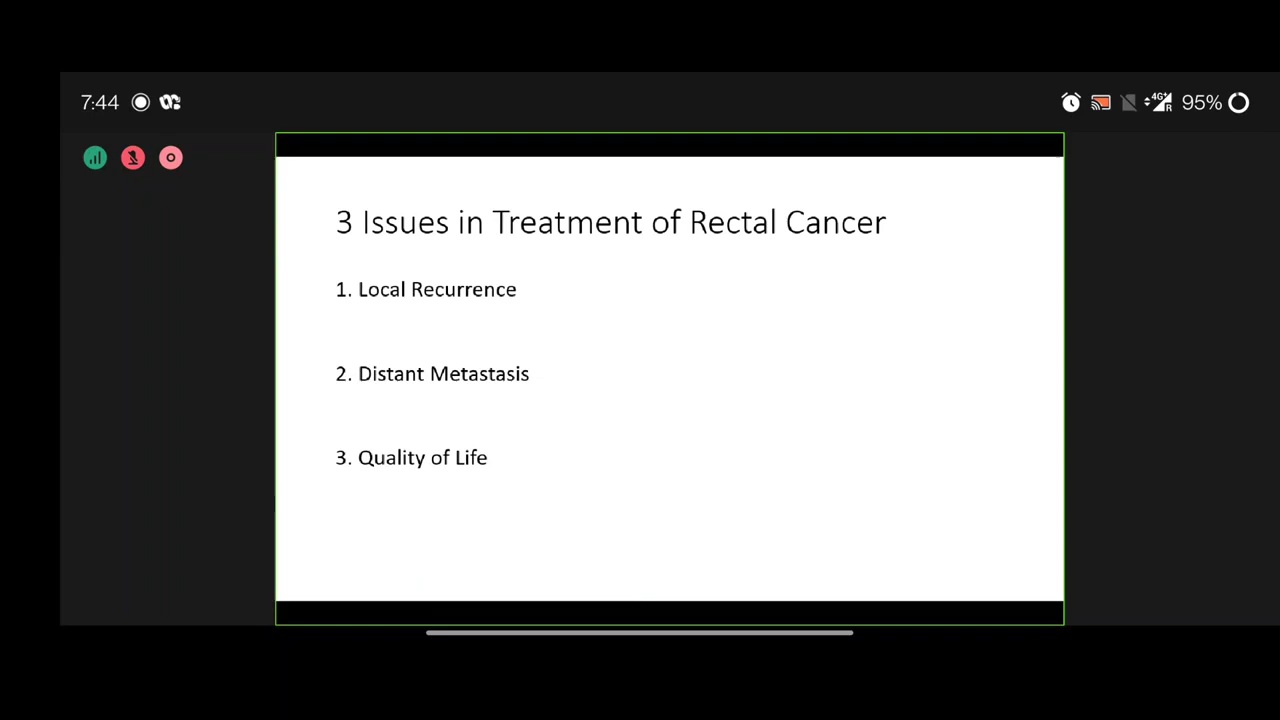 7:44
4G+
R
95%
3 Issues in Treatment of Rectal Cancer
1. Local Recurrence
2. Distant Metastasis
3. Quality of Life